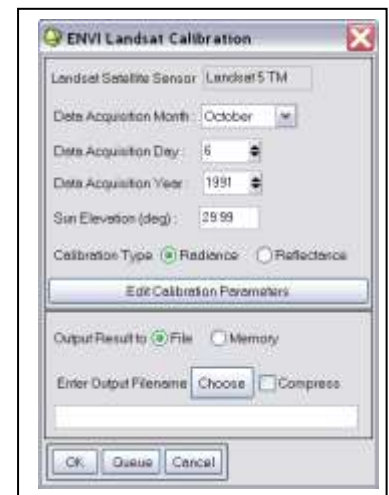 ENVI Landsat Calibration
Landsat Satellite Sensor Landsat 5 TM
Data Acquisition Month: October
Data Acquisition Day: 6
Data Acquisition Year: 1991
Sun Elevation (deg): 29.99
Calibration Type Radiance Reflectance
Edit Calibration Parameters
Output Result to File Memory
Enter Output Filename Choose Compress
OK Queue Cancel